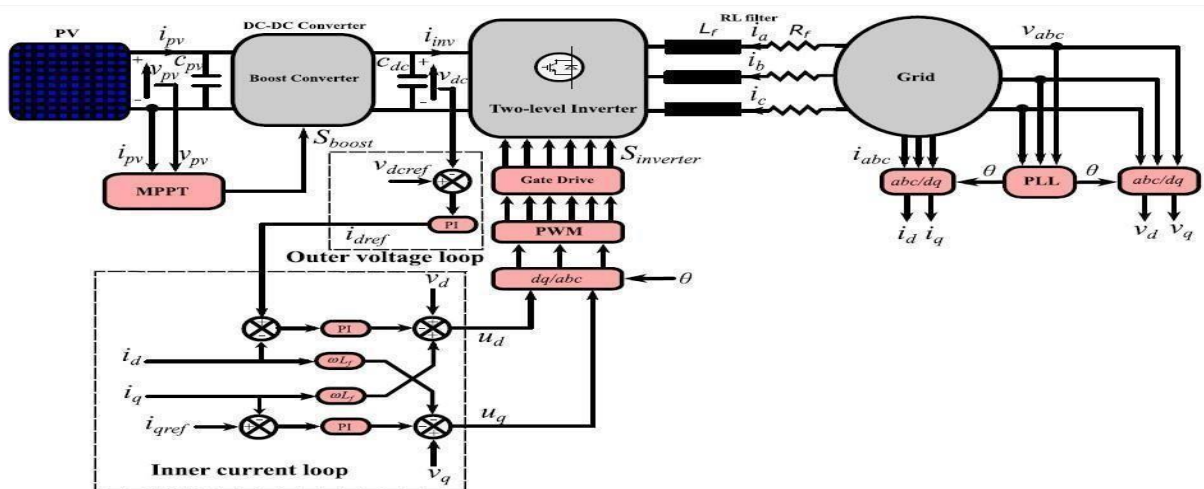 PV
DC-DC Converter
RL filter
i_pv
i_inv
L_f
i_a
R_f
v_abc
+
v_pv
-
c_pv
Boost Converter
c_dc
+
v_dc
-
Two-level Inverter
i_b
i_c
Grid
i_pv
v_pv
S_boost
MPPT
v_dcref
PI
i_dref
Outer voltage loop
S_inverter
Gate Drive
PWM
dq/abc
θ
i_abc
abc/dq
θ
PLL
θ
abc/dq
i_d
i_q
v_d
v_q
v_d
PI
u_d
i_d
ωL_f
i_q
ωL_f
i_qref
PI
u_q
v_q
Inner current loop